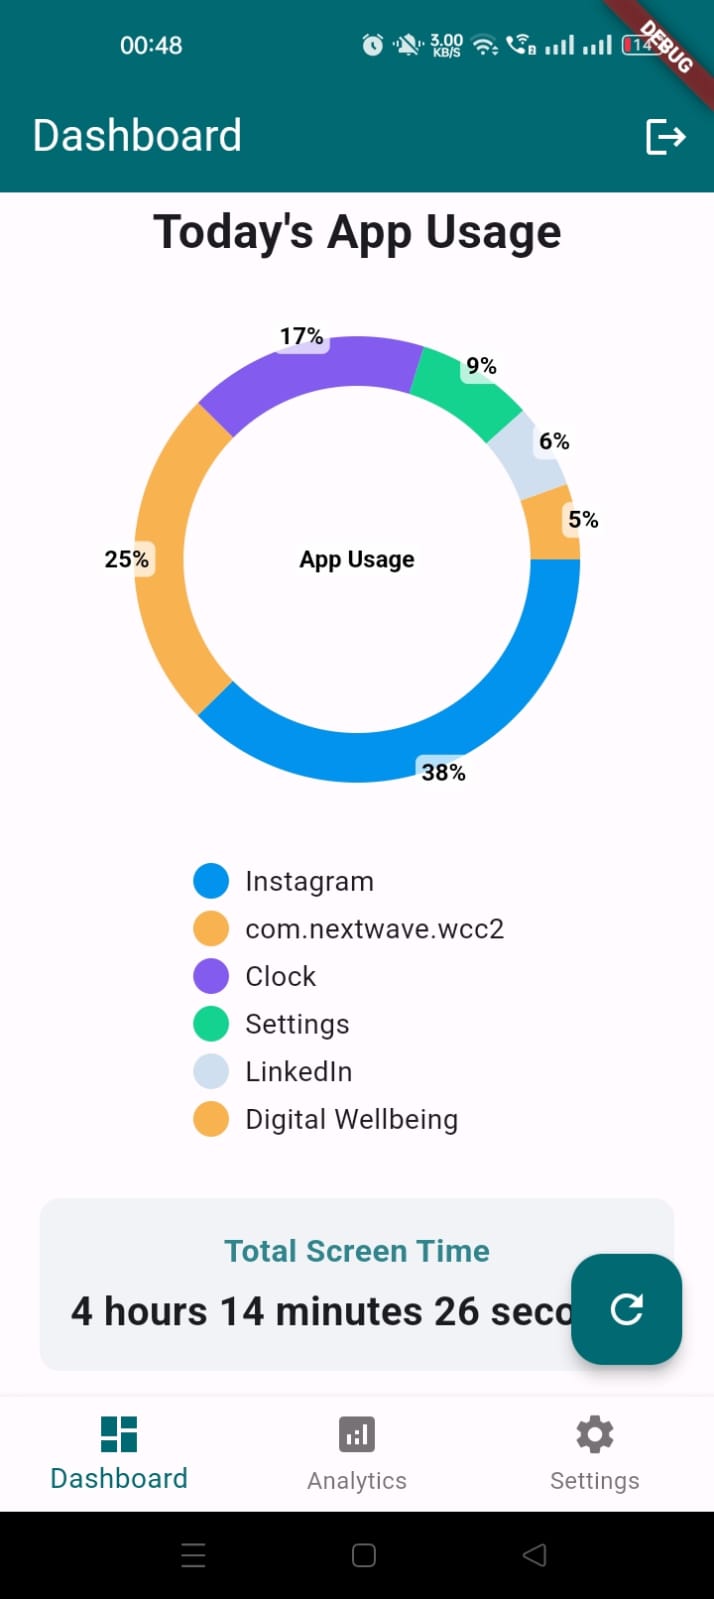 00:48
3.00
KB/S
2
14
DEBUG
Dashboard
Today's App Usage
17%
9%
6%
5%
25%
App Usage
38%
Instagram
com.nextwave.wcc2
Clock
Settings
LinkedIn
Digital Wellbeing
Total Screen Time
4 hours 14 minutes 26 seco
Dashboard
Analytics
Settings